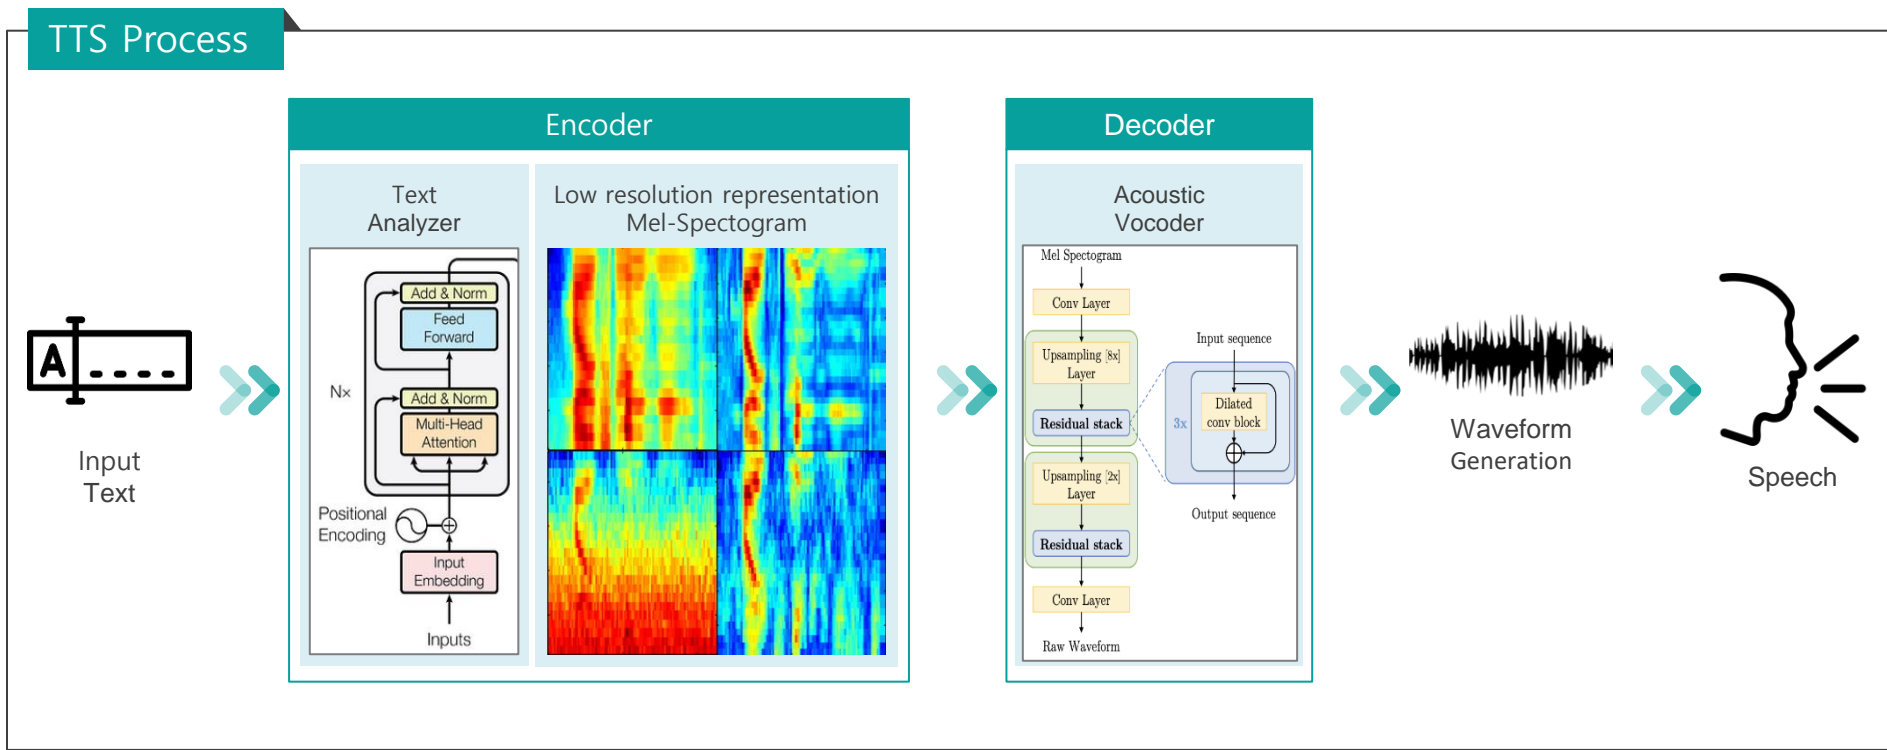 TTS Process
Encoder
Decoder
Text
Analyzer
Low resolution representation
Mel-Spectogram
Acoustic
Vocoder
A
Input
Text
Add & Norm
Feed
Forward
N×
Add & Norm
Multi-Head
Attention
Positional
Encoding
Input
Embedding
Inputs
Mel Spectrogram
Conv Layer
Upsampling [8x]
Layer
Residual stack
Upsampling [2x]
Layer
Residual stack
Conv Layer
Raw Waveform
Input sequence
3x
Dilated
conv block
Output sequence
Waveform
Generation
Speech